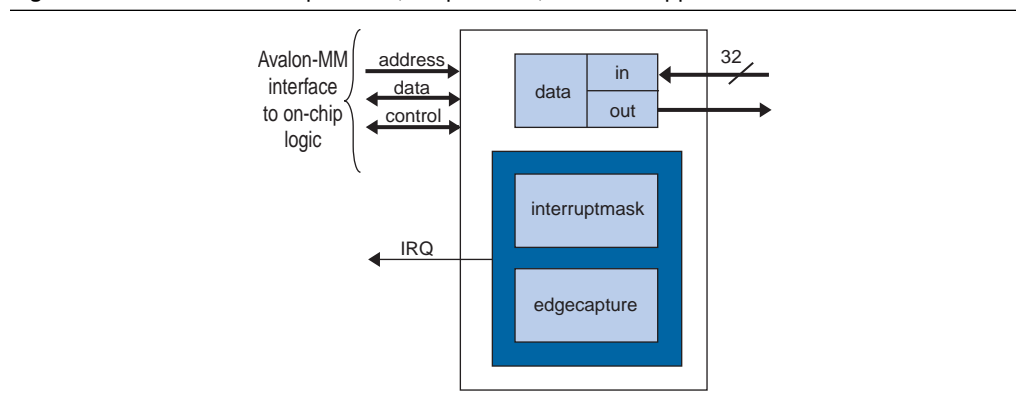 Avalon-MM
interface
to on-chip
logic
address
data
control
IRQ
data
in
out
32
interruptmask
edgecapture